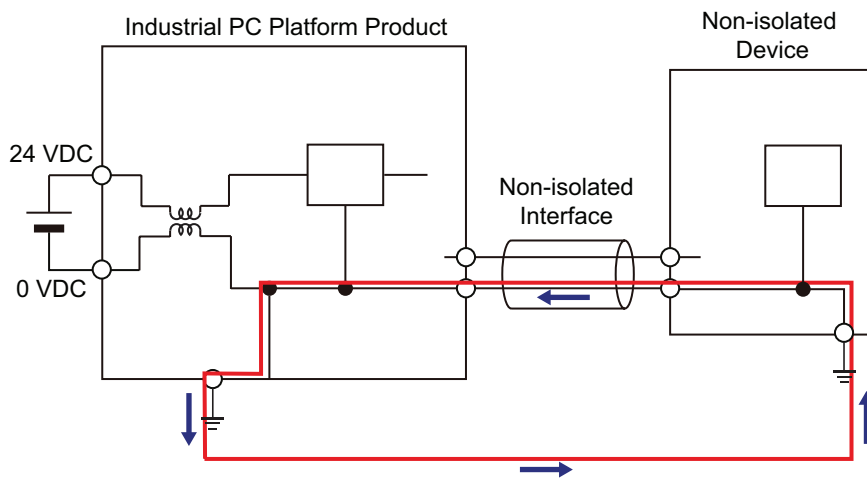 Industrial PC Platform Product
Non-isolated
Device
24 VDC
Non-isolated
Interface
0 VDC